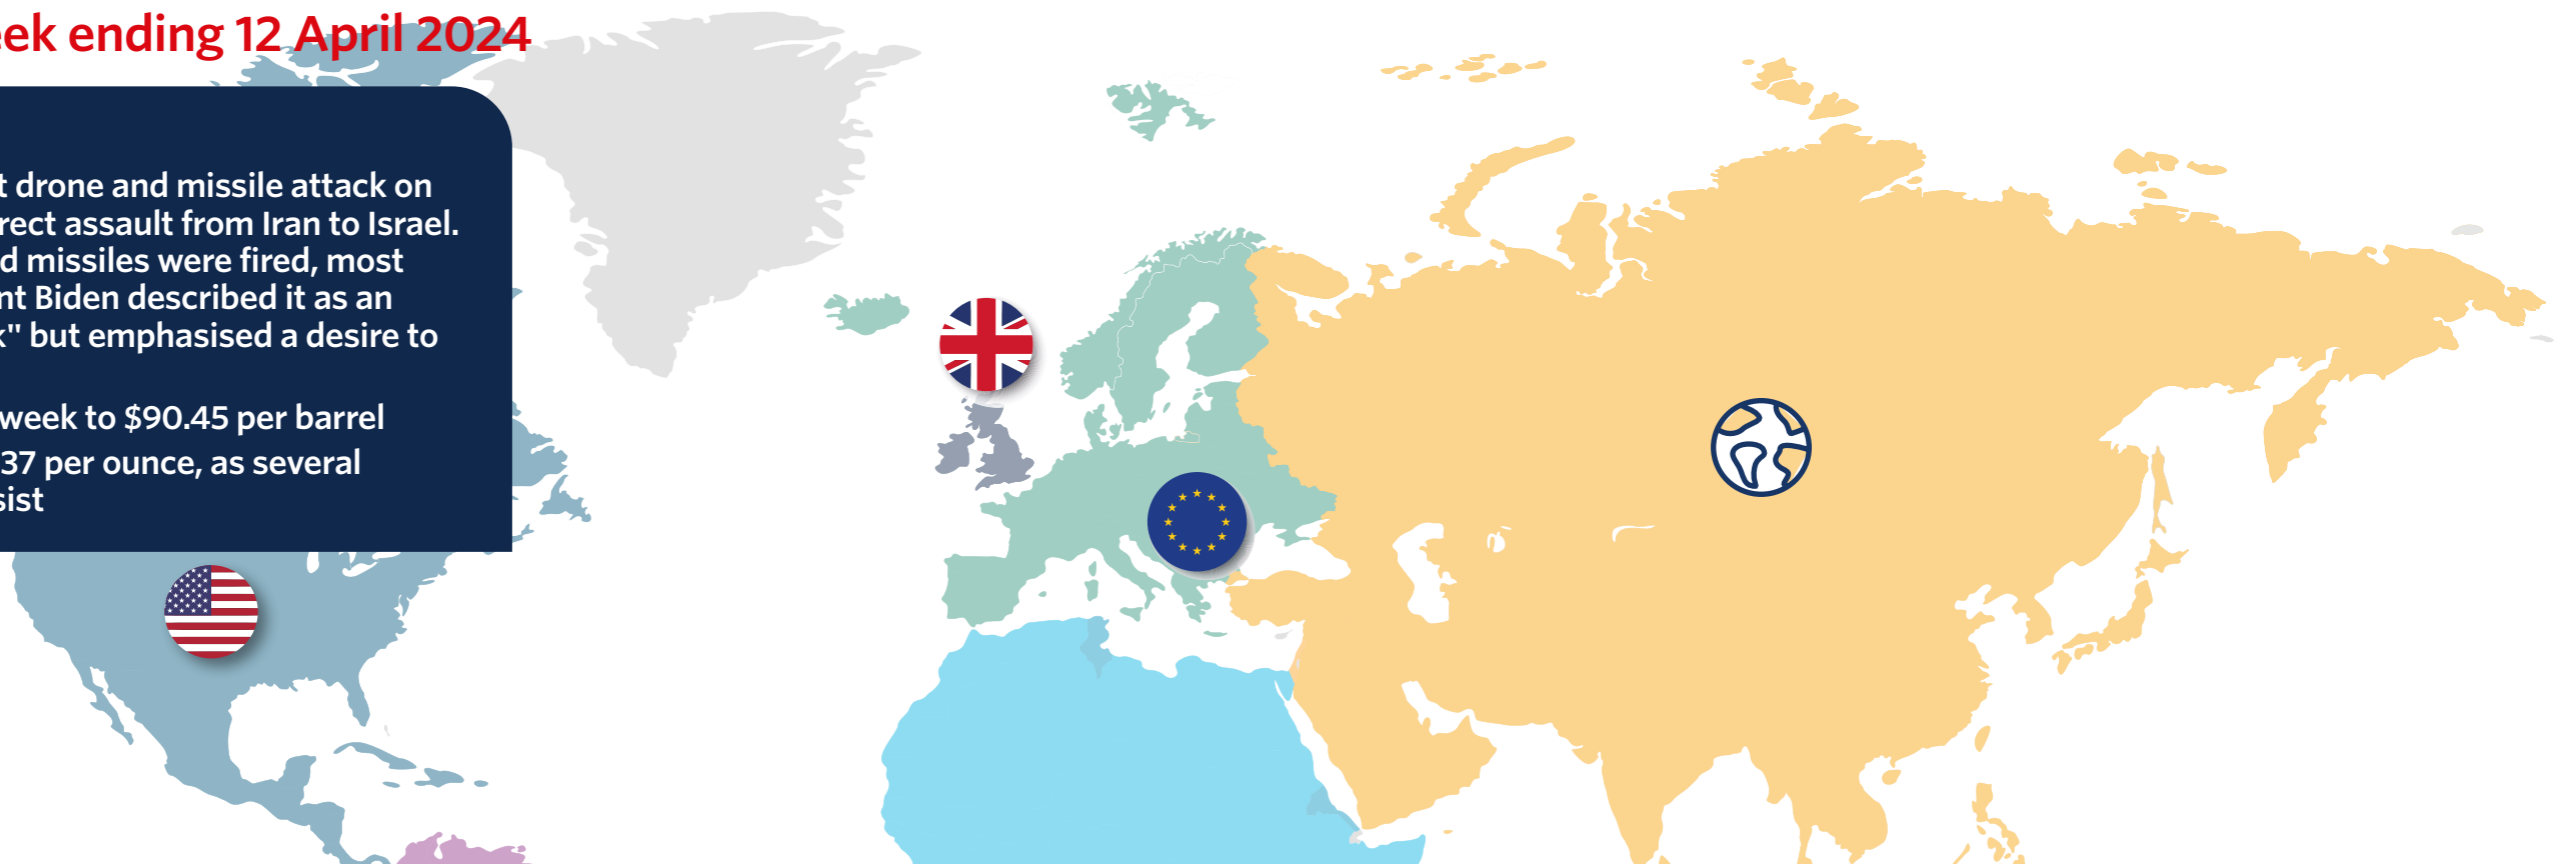 ek ending 12 April 2024
t drone and missile attack on
rect assault from Iran to Israel.
d missiles were fired, most
nt Biden described it as an
k" but emphasised a desire to
week to $90.45 per barrel
37 per ounce, as several
sist